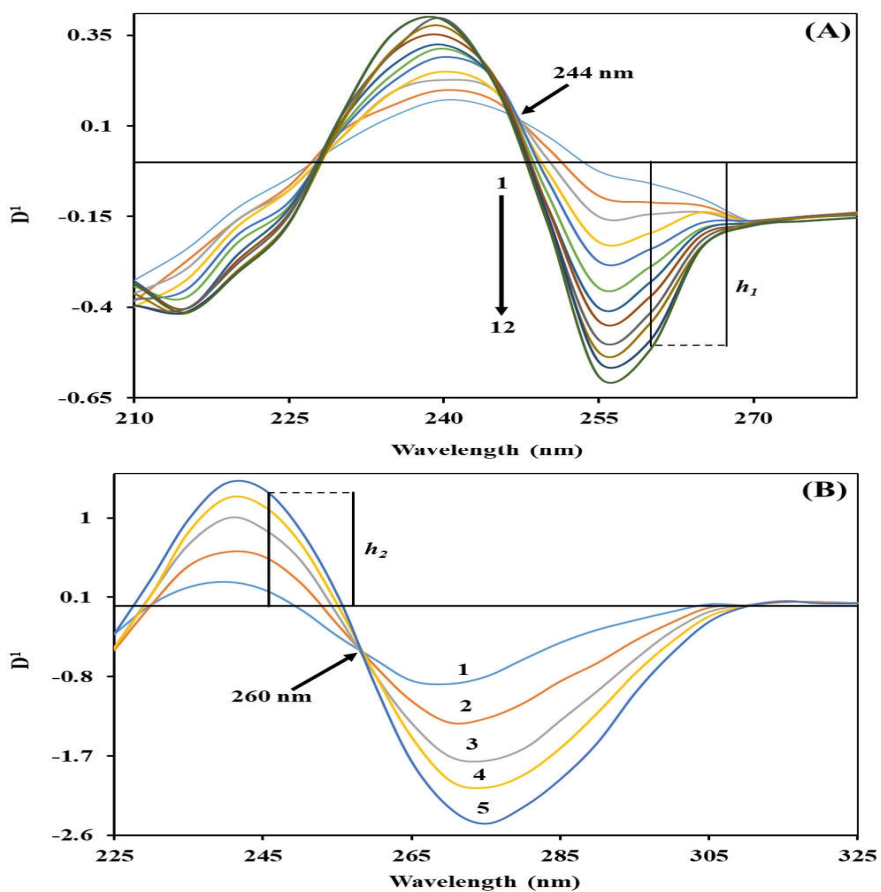 (A)
0.35
244 nm
0.1
1
D1
-0.15
h1
-0.4
12
-0.65
210 225 240 255 270
Wavelength (nm)
(B)
1
h2
0.1
D1
1
-0.8
260 nm
2
3
-1.7
4
5
-2.6
225 245 265 285 305 325
Wavelength (nm)